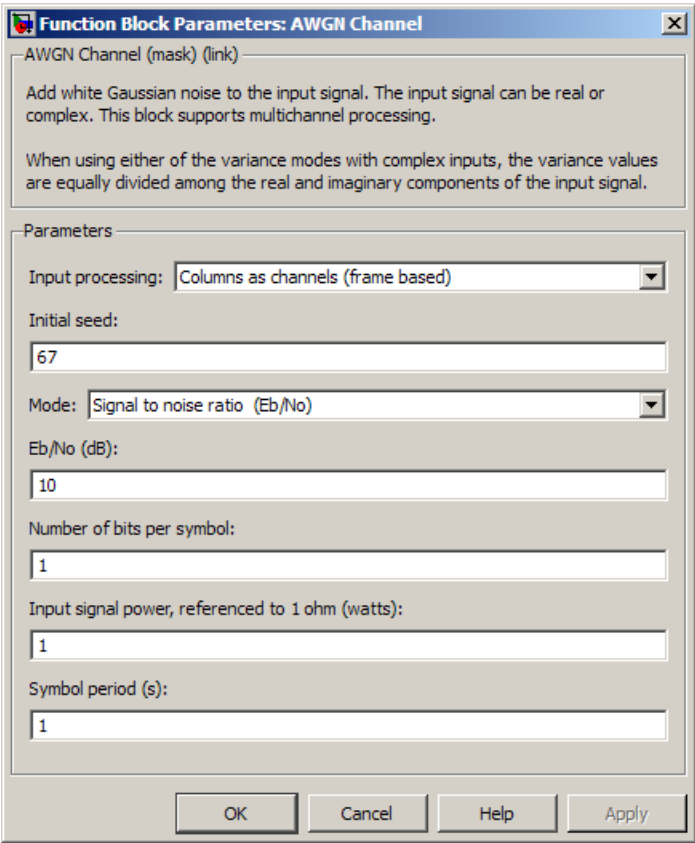 Function Block Parameters: AWGN Channel
AWGN Channel (mask) (link)
Add white Gaussian noise to the input signal. The input signal can be real or
complex. This block supports multichannel processing.
When using either of the variance modes with complex inputs, the variance values
are equally divided among the real and imaginary components of the input signal.
Parameters
Input processing: Columns as channels (frame based)
Initial seed:
67
Mode: Signal to noise ratio (Eb/No)
Eb/No (dB):
10
Number of bits per symbol:
1
Input signal power, referenced to 1 ohm (watts):
1
Symbol period (s):
1
OK Cancel Help Apply